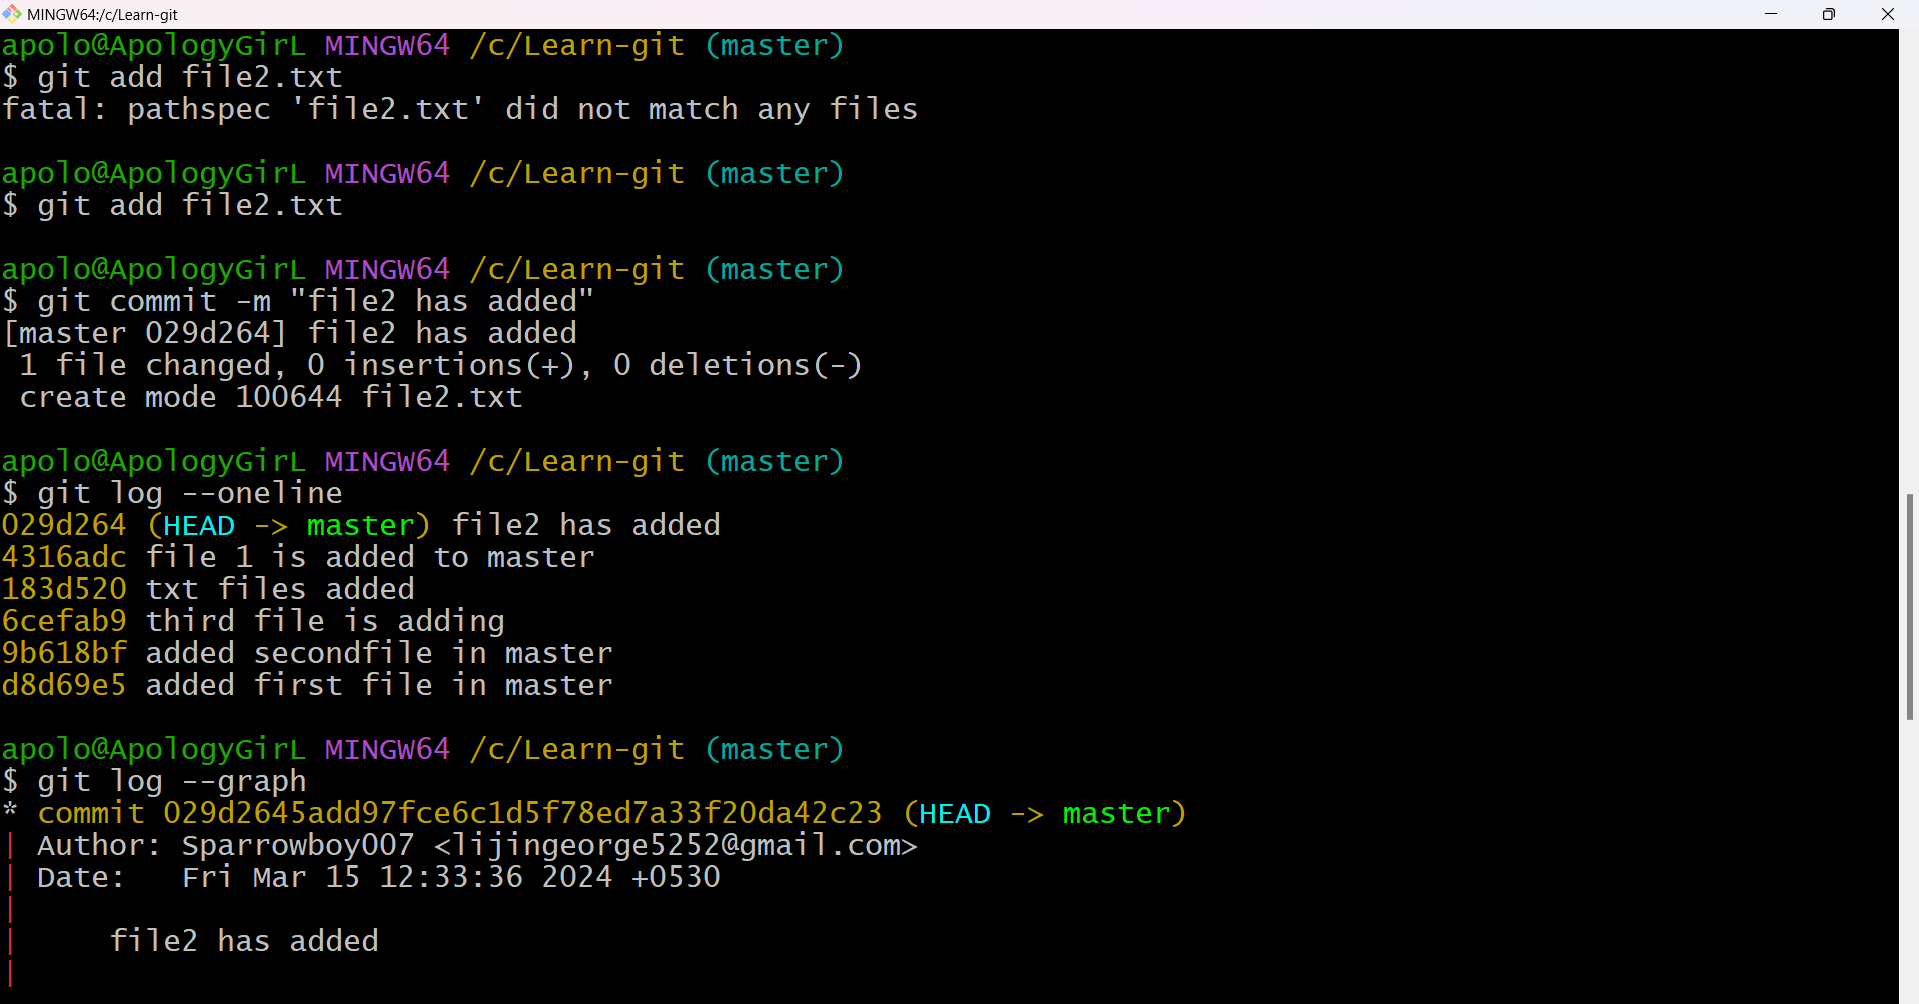 MINGW64:/c/Learn-git
apolo@ApologyGirL MINGW64 /c/Learn-git (master)
$ git add file2.txt
fatal: pathspec 'file2.txt' did not match any files
apolo@ApologyGirL MINGW64 /c/Learn-git (master)
$ git add file2.txt
apolo@ApologyGirL MINGW64 /c/Learn-git (master)
$ git commit -m "file2 has added"
[master 029d264] file2 has added
 1 file changed, 0 insertions(+), 0 deletions(-)
 create mode 100644 file2.txt
apolo@ApologyGirL MINGW64 /c/Learn-git (master)
$ git log --oneline
029d264 (HEAD -> master) file2 has added
4316adc file 1 is added to master
183d520 txt files added
6cefab9 third file is adding
9b618bf added secondfile in master
d8d69e5 added first file in master
apolo@ApologyGirL MINGW64 /c/Learn-git (master)
$ git log --graph
* commit 029d2645add97fce6c1d5f78ed7a33f20da42c23 (HEAD -> master)
| Author: Sparrowboy007 <lijingeorge5252@gmail.com>
| Date:   Fri Mar 15 12:33:36 2024 +0530
|
|     file2 has added
|